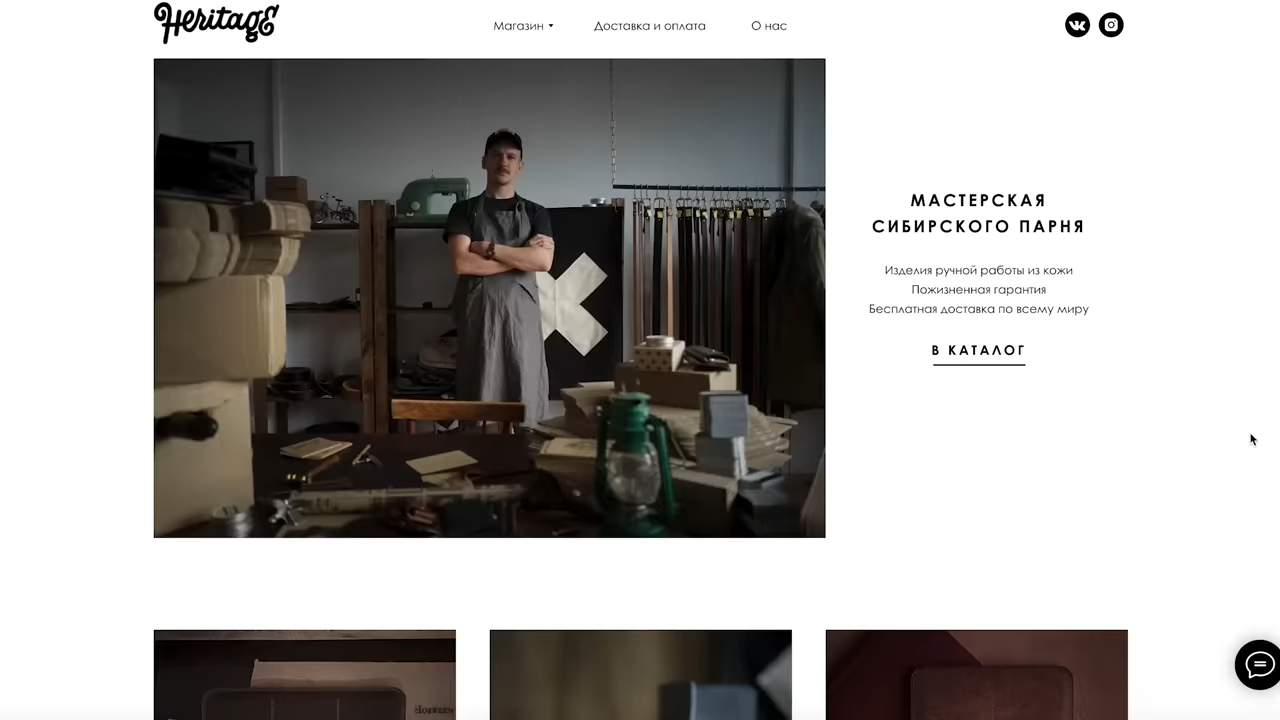 Heritage
Магазин
Доставка и оплата
О нас
МАСТЕРСКАЯ
СИБИРСКОГО ПАРНЯ
Изделия ручной работы из кожи
Пожизненная гарантия
Бесплатная доставка по всему миру
В КАТАЛОГ